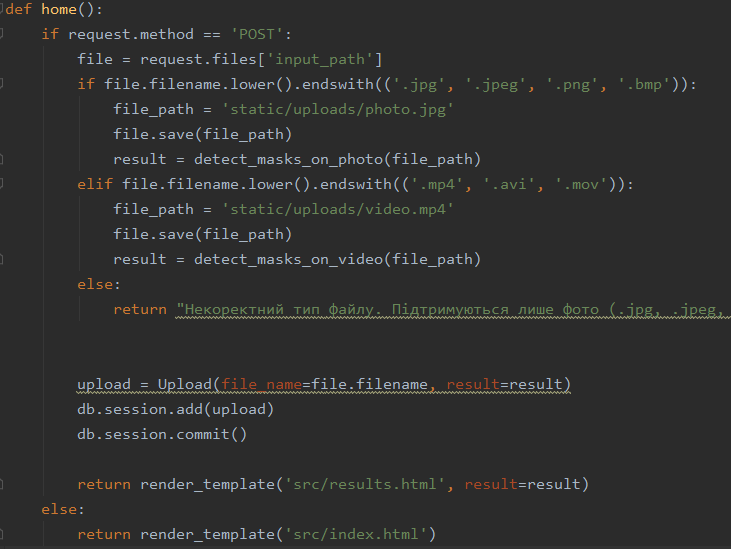 def home():
    if request.method == 'POST':
        file = request.files['input_path']
        if file.filename.lower().endswith(('.jpg', '.jpeg', '.png', '.bmp')):
            file_path = 'static/uploads/photo.jpg'
            file.save(file_path)
            result = detect_masks_on_photo(file_path)
        elif file.filename.lower().endswith(('.mp4', '.avi', '.mov')):
            file_path = 'static/uploads/video.mp4'
            file.save(file_path)
            result = detect_masks_on_video(file_path)
        else:
            return "Некоректний тип файлу. Підтримуються лише фото (.jpg, .jpeg,
        upload = Upload(file_name=file.filename, result=result)
        db.session.add(upload)
        db.session.commit()
        return render_template('src/results.html', result=result)
    else:
        return render_template('src/index.html')